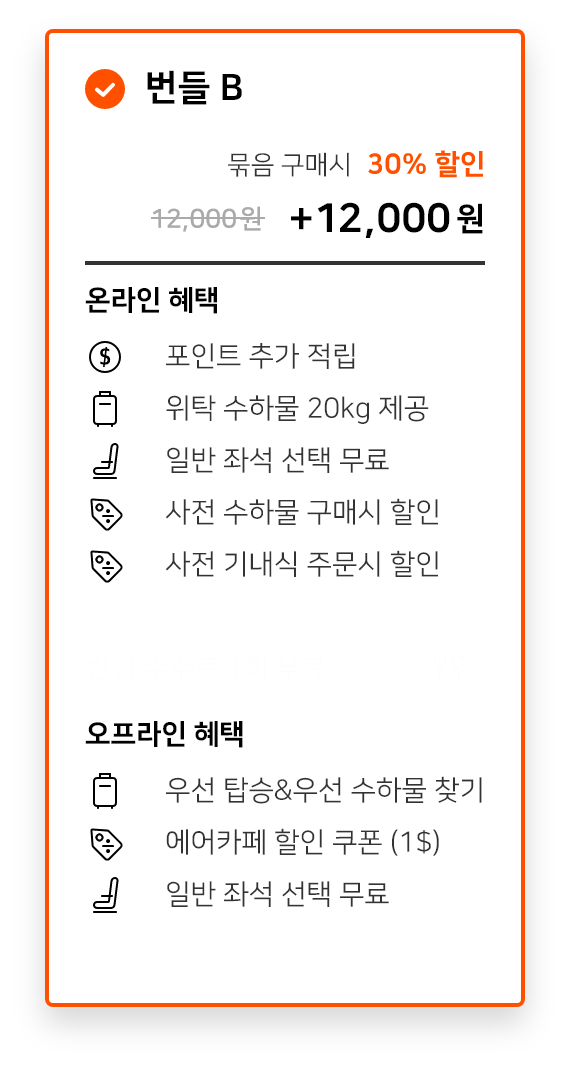 번들 B
묶음 구매시 30% 할인
12,000원 +12,000원
온라인 혜택
포인트 추가 적립
위탁 수하물 20kg 제공
일반 좌석 선택 무료
사전 수하물 구매시 할인
사전 기내식 주문시 할인
오프라인 혜택
우선 탑승&우선 수하물 찾기
에어카페 할인 쿠폰 (1$)
일반 좌석 선택 무료